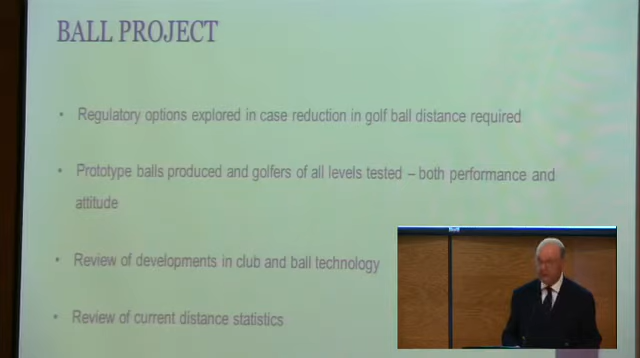 BALL PROJECT
• Regulatory options explored in case reduction in golf ball distance required
• Prototype balls produced and golfers of all levels tested – both performance and
attitude
• Review of developments in club and ball technology
• Review of current distance statistics